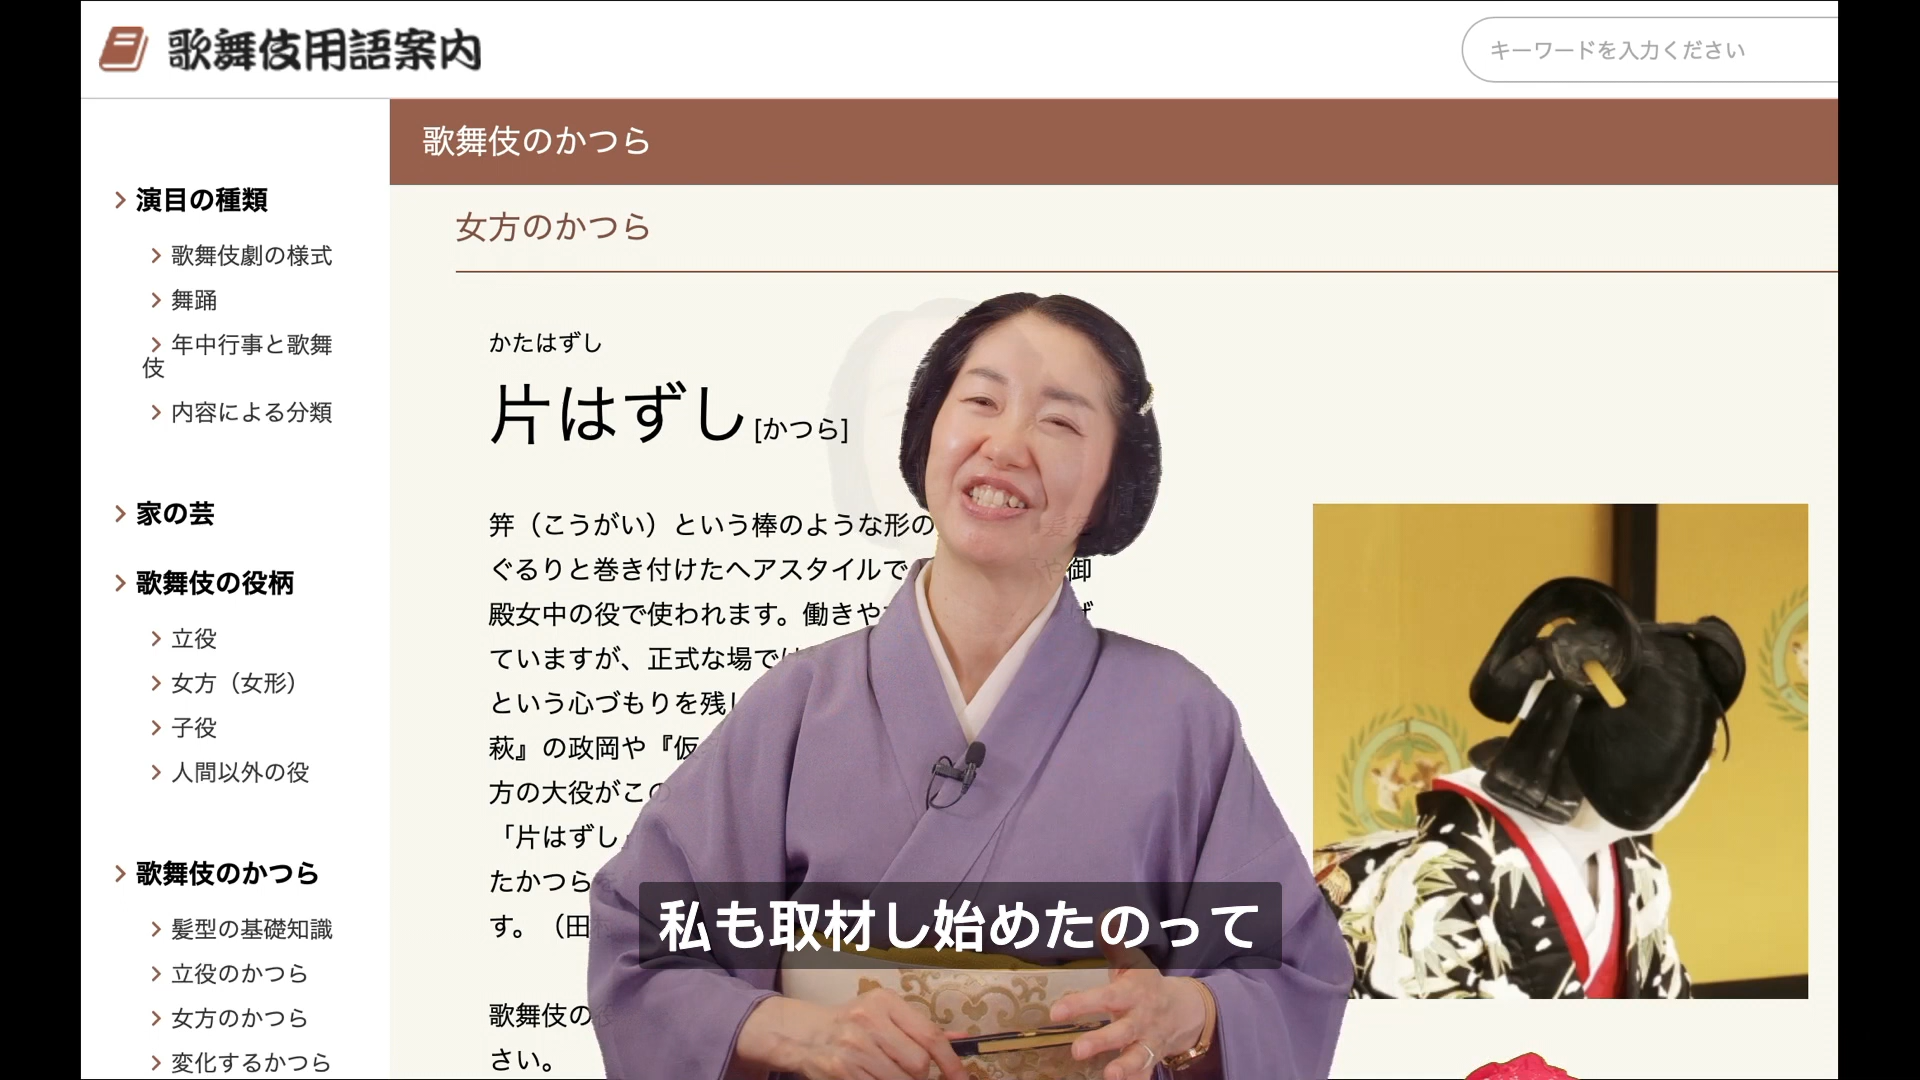 歌舞伎用語案内
キーワードを入力ください
演目の種類
歌舞伎劇の様式
舞踊
年中行事と歌舞
伎
内容による分類
家の芸
歌舞伎の役柄
立役
女方（女形）
子役
人間以外の役
歌舞伎のかつら
髪型の基礎知識
立役のかつら
女方のかつら
変化するかつら
歌舞伎のかつら
女方のかつら
かたはずし
片はずし [かつら]
笄（こうがい）という棒のような形の
ぐるりと巻き付けたヘアスタイルで 御
殿女中の役で使われます。働きや
ていますが、正式な場では
という心づもりを残し
萩』の政岡や『仮
方の大役がこの
「片はずし
たかつら
す。（田
歌舞伎の
さい。
私も取材し始めたのって